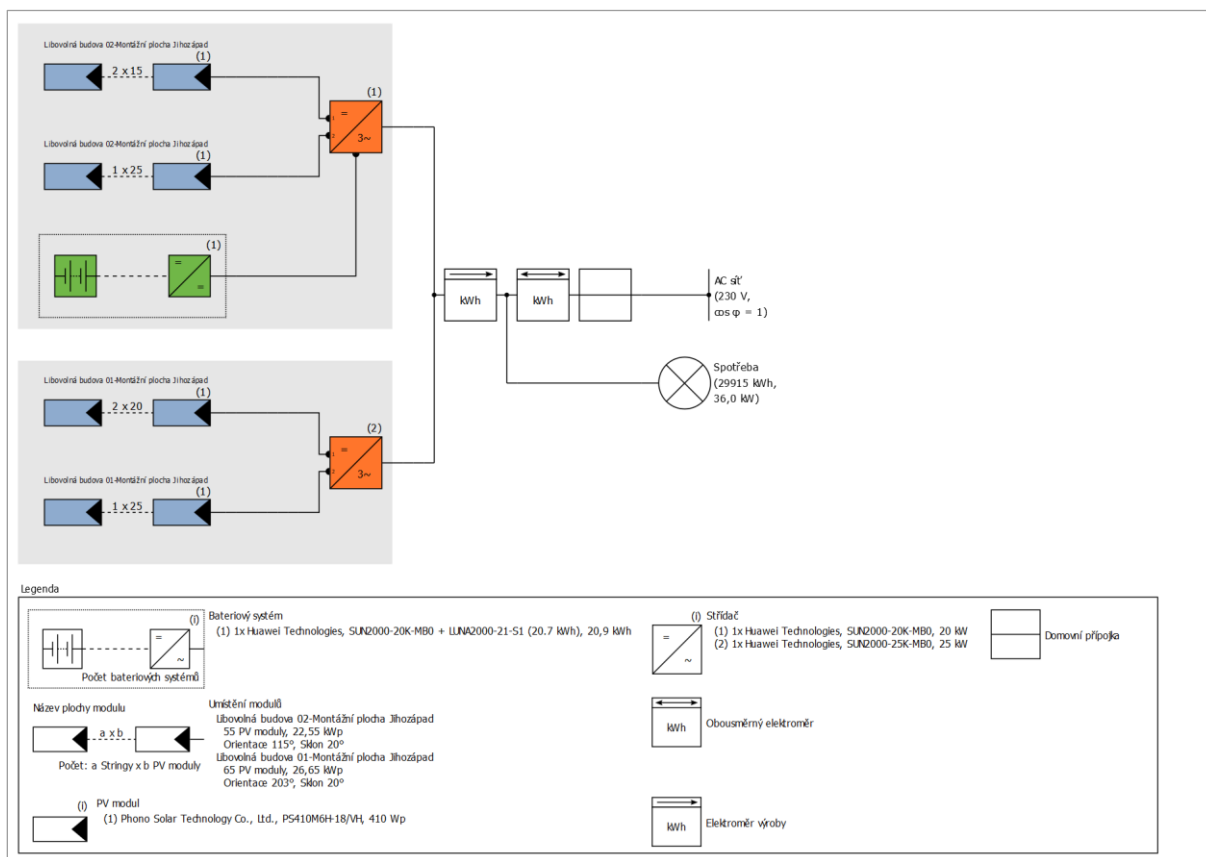 Libovolná budova 02-Montážní plocha Jihozápad
(1)
2 x 15
(1)
=
3~
1
2
Libovolná budova 02-Montážní plocha Jihozápad
(1)
1 x 25
(1)
=
=
kWh
kWh
AC síť
(230 V,
cos φ = 1)
Spotřeba
(29915 kWh,
36,0 kW)
Libovolná budova 01-Montážní plocha Jihozápad
(1)
2 x 20
(2)
=
3~
1
2
Libovolná budova 01-Montážní plocha Jihozápad
(1)
1 x 25
Legenda
(i)
=
~
Počet bateriových systémů
Bateriový systém
(1) 1x Huawei Technologies, SUN2000-20K-MB0 + LUNA2000-21-S1 (20.7 kWh), 20,9 kWh
Název plochy modulu
a x b
Počet: a Stringy x b PV moduly
Umístění modulů
Libovolná budova 02-Montážní plocha Jihozápad
55 PV moduly, 22,55 kWp
Orientace 115°, Sklon 20°
Libovolná budova 01-Montážní plocha Jihozápad
65 PV moduly, 26,65 kWp
Orientace 203°, Sklon 20°
(i)
PV modul
(1) Phono Solar Technology Co., Ltd., PS410M6H-18/VH, 410 Wp
(i)
=
~
Střídač
(1) 1x Huawei Technologies, SUN2000-20K-MB0, 20 kW
(2) 1x Huawei Technologies, SUN2000-25K-MB0, 25 kW
kWh
Obousměrný elektroměr
kWh
Elektroměr výroby
Domovní přípojka